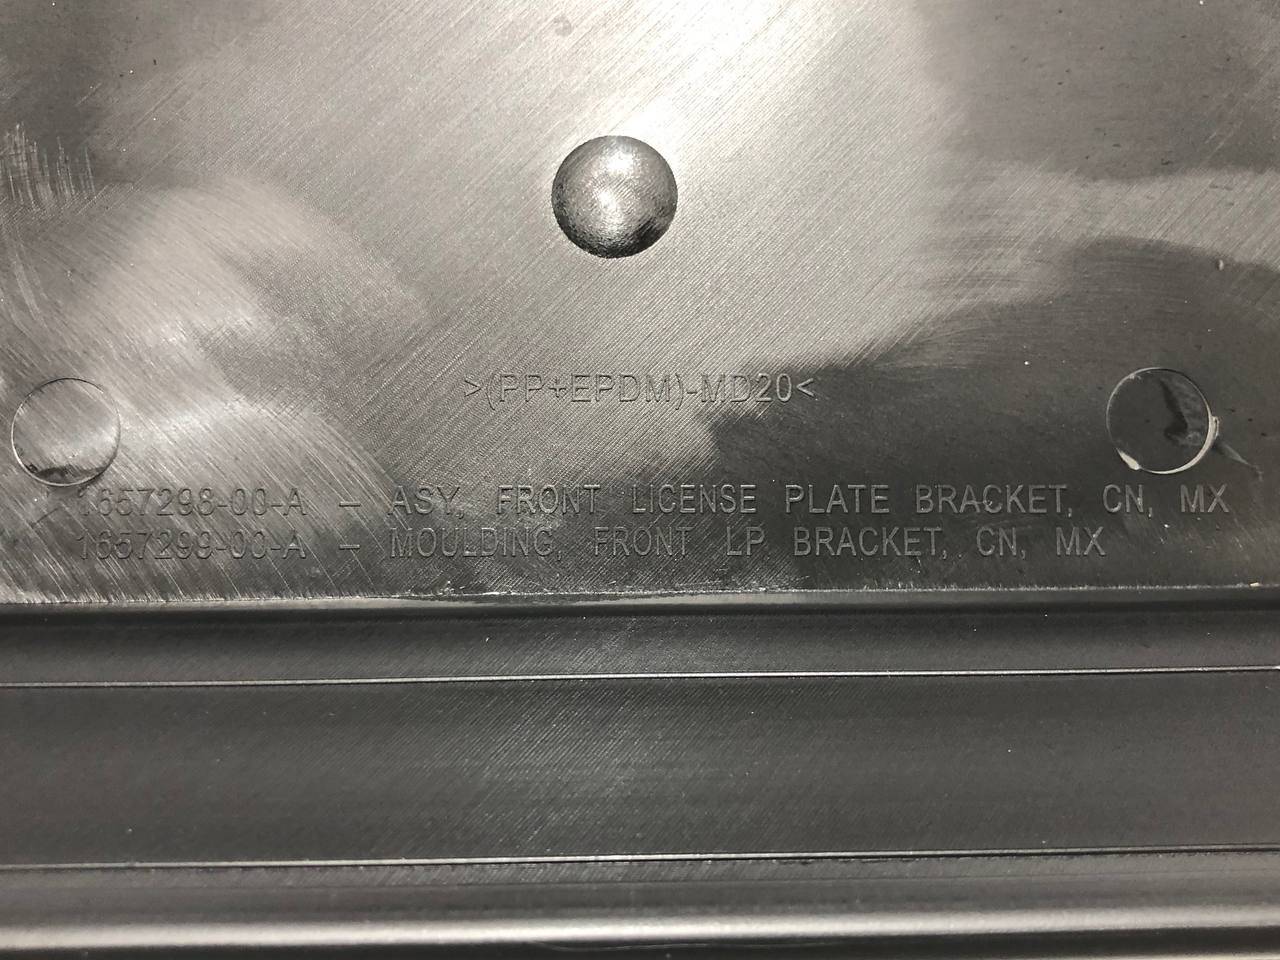 >(PP+EPDM)-MD20<
1657298-00-A – ASY, FRONT LICENSE PLATE BRACKET, CN, MX
1657299-00-A – MOULDING, FRONT LP BRACKET, CN, MX